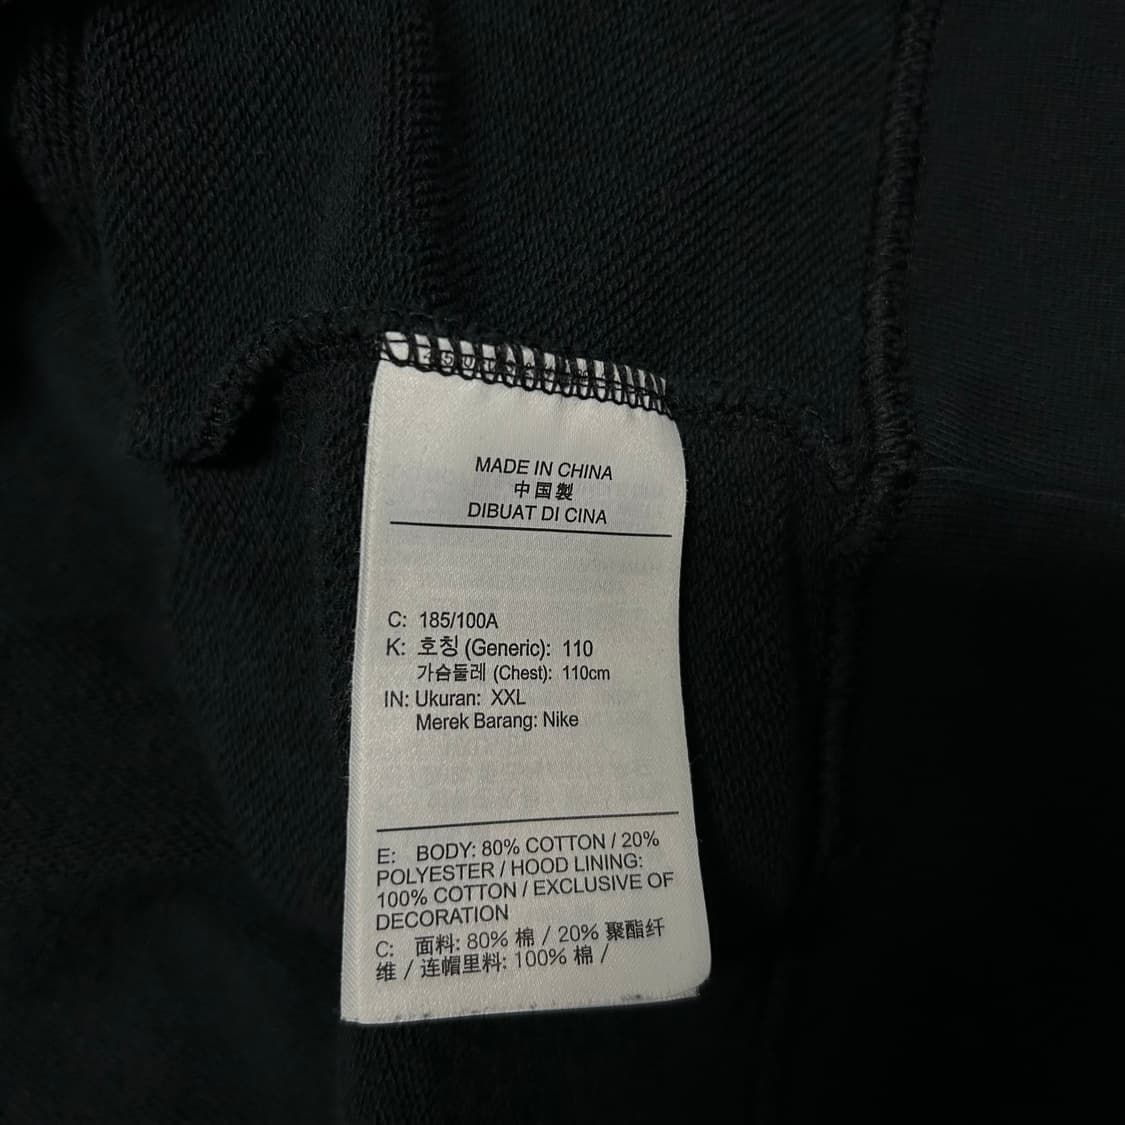 MADE IN CHINA
中国製
DIBUAT DI CINA
C: 185/100A
K: 호칭 (Generic): 110
가슴둘레 (Chest): 110cm
IN: Ukuran: XXL
Merek Barang: Nike
E: BODY: 80% COTTON / 20%
POLYESTER / HOOD LINING:
100% COTTON / EXCLUSIVE OF
DECORATION
C: 面料: 80% 棉 / 20% 聚酯纤
维 / 连帽里料: 100% 棉 /